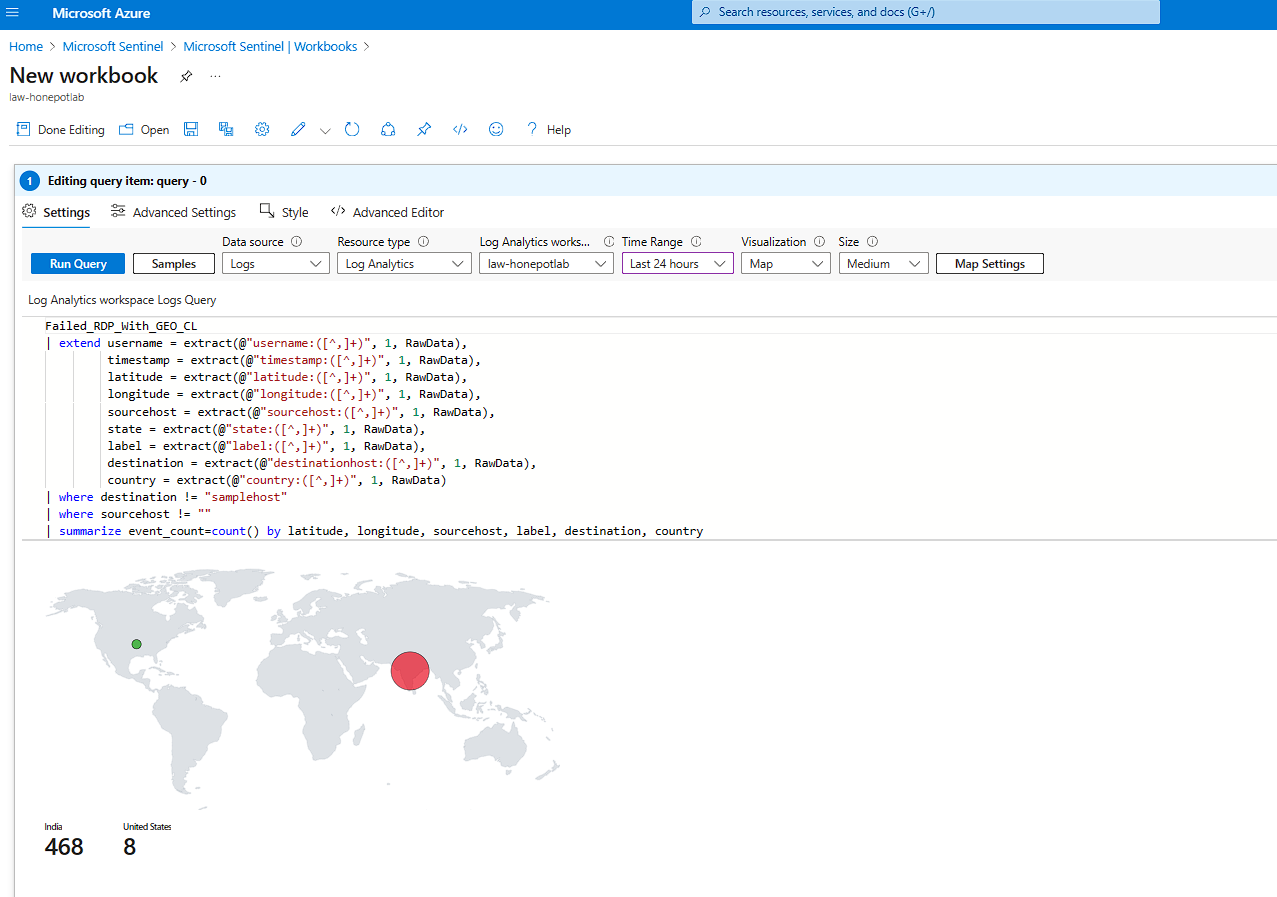 Microsoft Azure
Search resources, services, and docs (G+/)
Home > Microsoft Sentinel > Microsoft Sentinel | Workbooks >
New workbook
law-honepotlab
Done Editing Open Help
1 Editing query item: query - 0
Settings Advanced Settings Style Advanced Editor
Data source Resource type Log Analytics works... Time Range Visualization Size
Run Query Samples Logs Log Analytics law-honepotlab Last 24 hours Map Medium Map Settings
Log Analytics workspace Logs Query
Failed_RDP_With_GEO_CL
| extend username = extract(@"username:([^,]+)", 1, RawData),
timestamp = extract(@"timestamp:([^,]+)", 1, RawData),
latitude = extract(@"latitude:([^,]+)", 1, RawData),
longitude = extract(@"longitude:([^,]+)", 1, RawData),
sourcehost = extract(@"sourcehost:([^,]+)", 1, RawData),
state = extract(@"state:([^,]+)", 1, RawData),
label = extract(@"label:([^,]+)", 1, RawData),
destination = extract(@"destinationhost:([^,]+)", 1, RawData),
country = extract(@"country:([^,]+)", 1, RawData)
| where destination != "samplehost"
| where sourcehost != ""
| summarize event_count=count() by latitude, longitude, sourcehost, label, destination, country
India United States
468 8